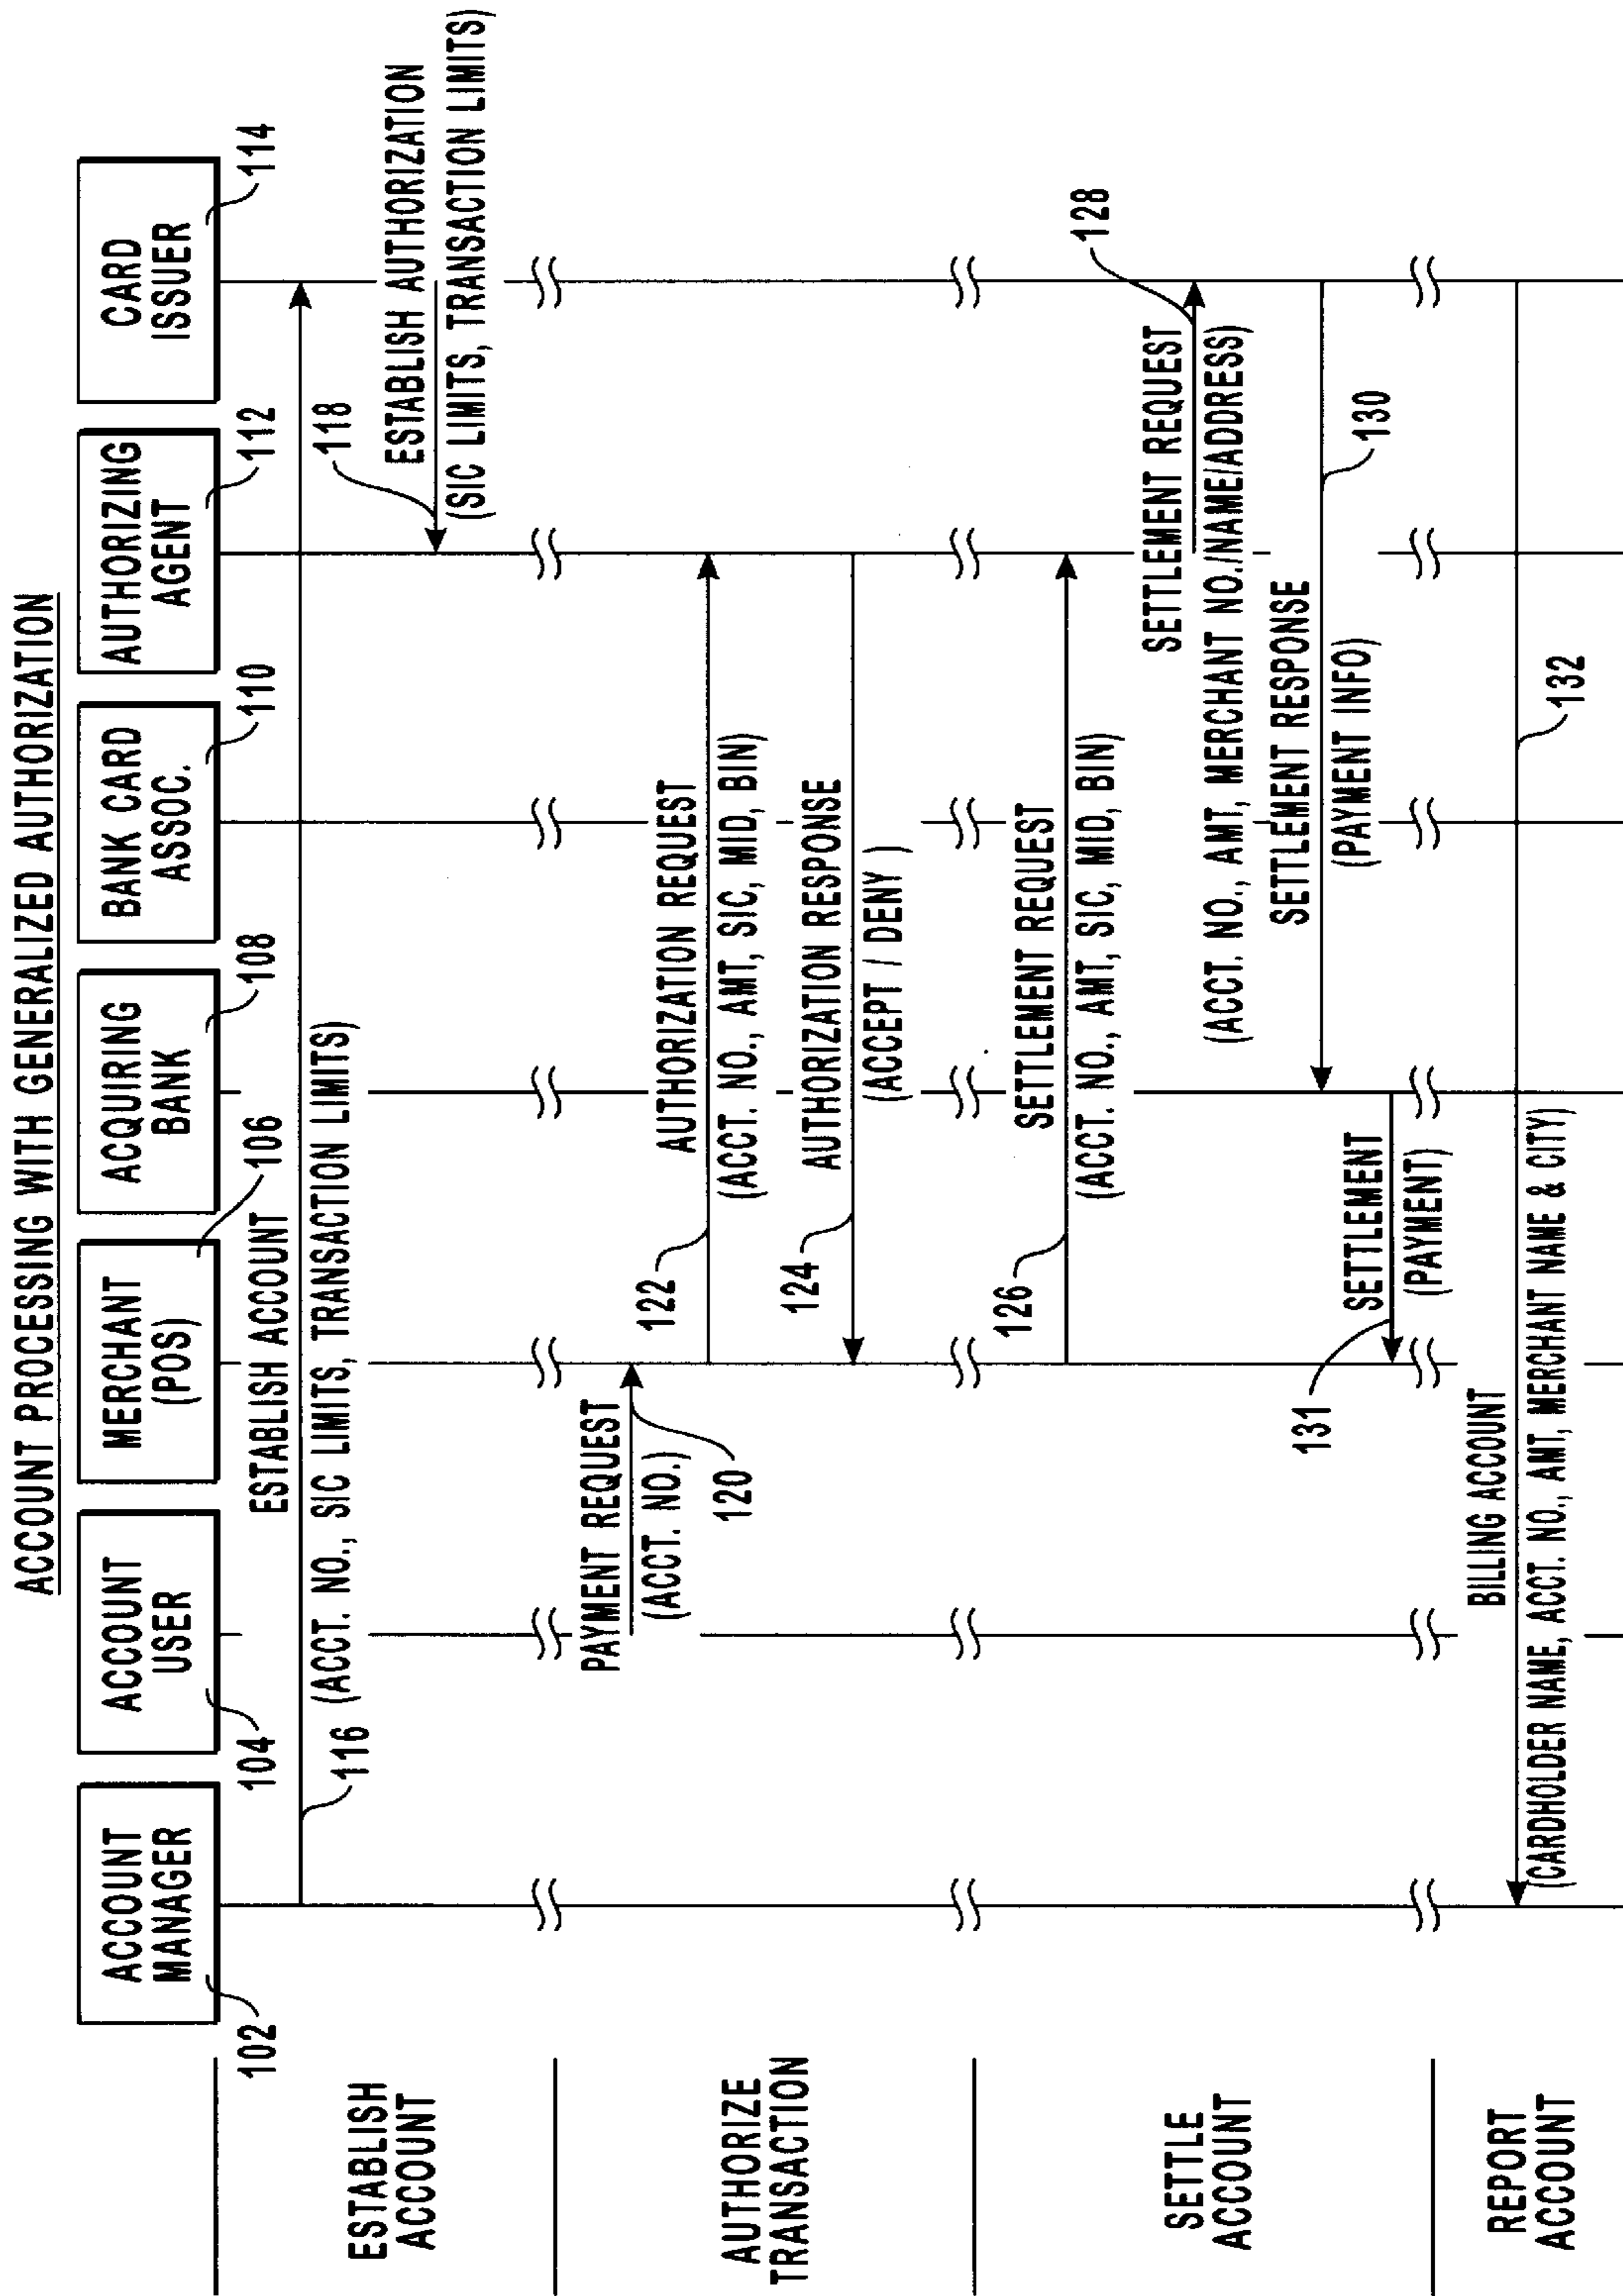 ACCOUNT PROCESSING WITH GENERALIZED AUTHORIZATION
ACCOUNT
MANAGER
102
ACCOUNT
USER
104
MERCHANT
(POS)
106
ACQUIRING
BANK
108
BANK CARD
ASSOC.
110
AUTHORIZING
AGENT
112
CARD
ISSUER
114
ESTABLISH
ACCOUNT
ESTABLISH ACCOUNT
116
(ACCT. NO., SIC LIMITS, TRANSACTION LIMITS)
118
ESTABLISH AUTHORIZATION
(SIC LIMITS, TRANSACTION LIMITS)
AUTHORIZE
TRANSACTION
PAYMENT REQUEST
(ACCT. NO.)
120
AUTHORIZATION REQUEST
122
(ACCT. NO., AMT, SIC, MID, BIN)
AUTHORIZATION RESPONSE
124
(ACCEPT / DENY )
SETTLE
ACCOUNT
SETTLEMENT REQUEST
126
(ACCT. NO., AMT, SIC, MID, BIN)
SETTLEMENT REQUEST
128
(ACCT. NO., AMT, MERCHANT NO./NAME/ADDRESS)
SETTLEMENT RESPONSE
(PAYMENT INFO)
130
SETTLEMENT
(PAYMENT)
131
REPORT
ACCOUNT
BILLING ACCOUNT
(CARDHOLDER NAME, ACCT. NO., AMT, MERCHANT NAME & CITY)
132